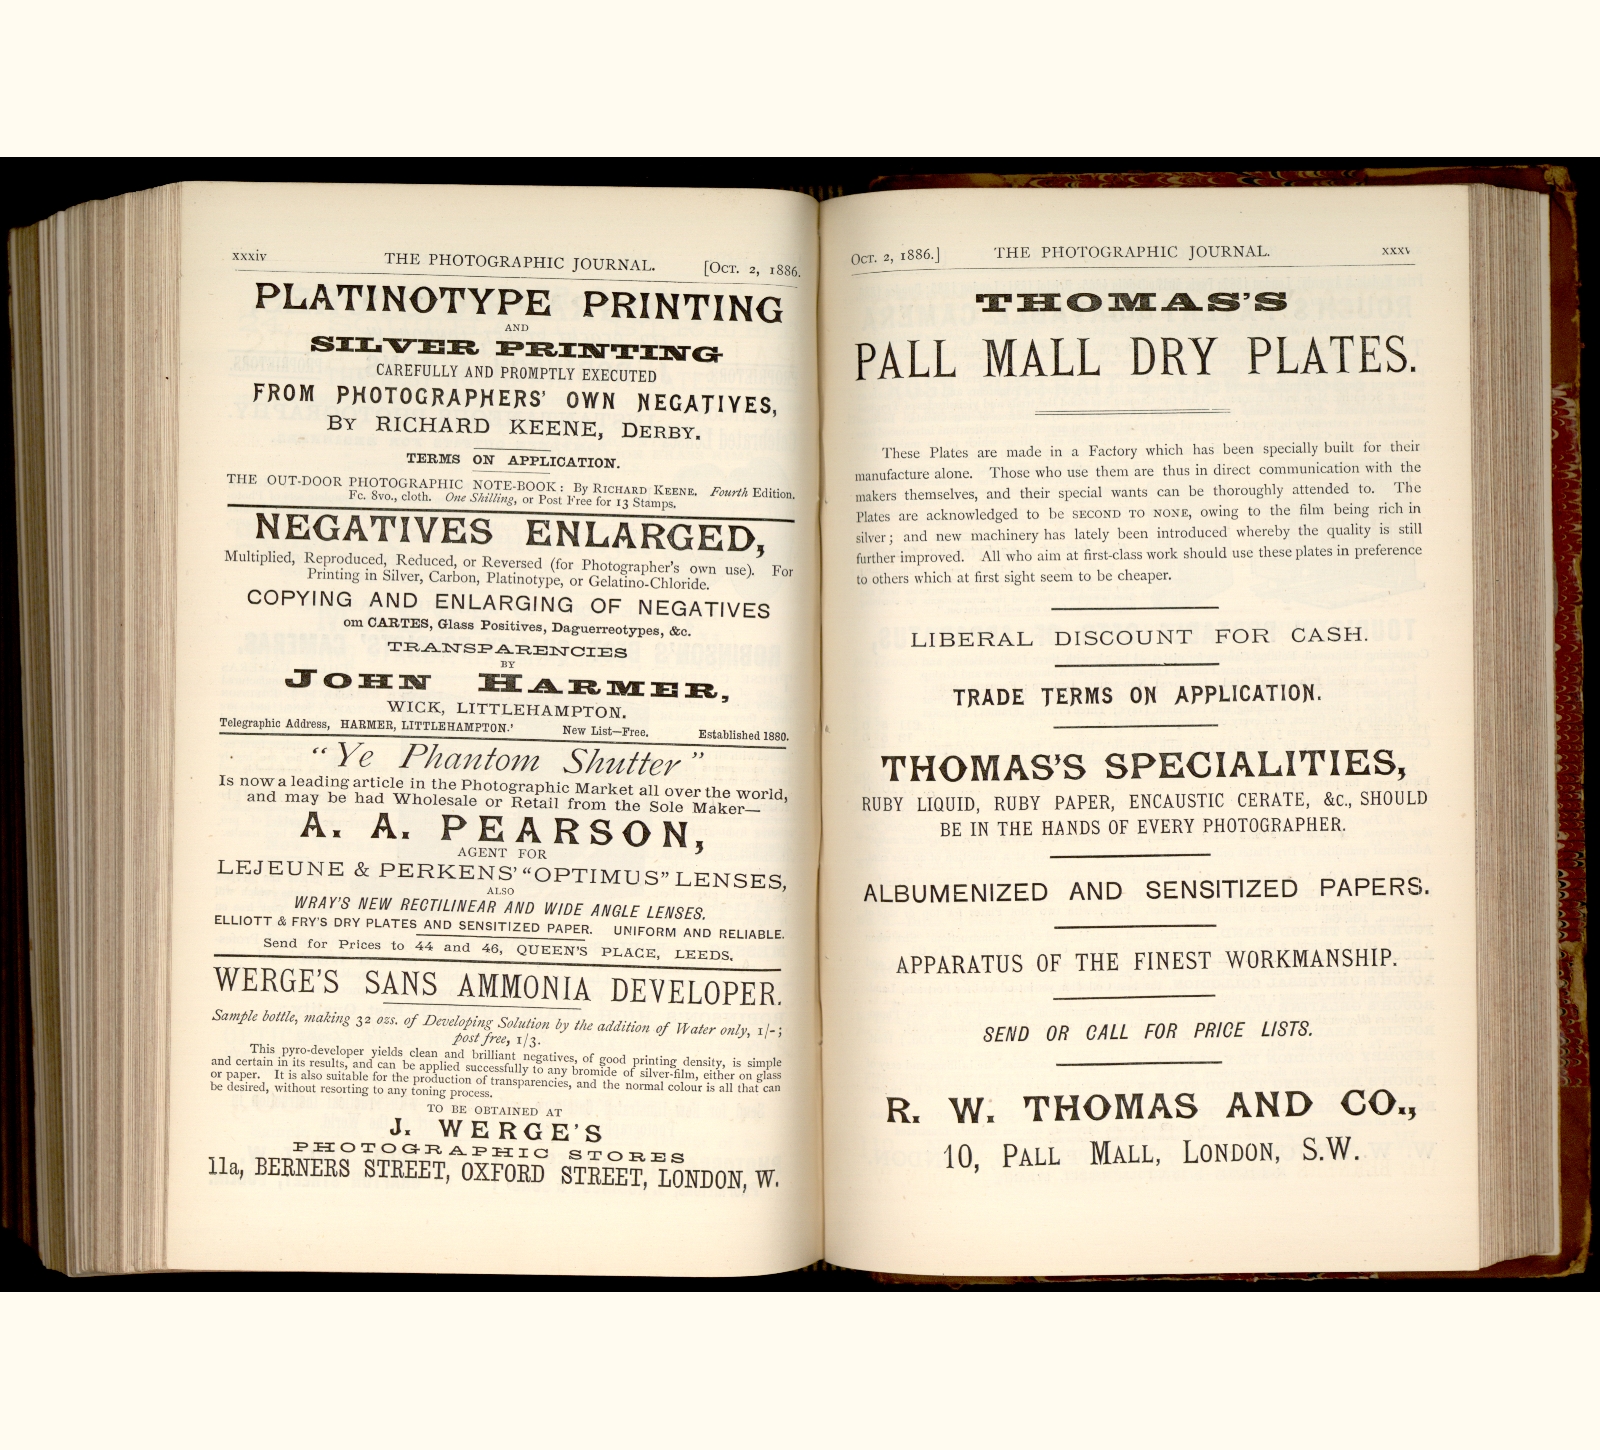 xxxiv THE PHOTOGRAPHIC JOURNAL. [Oct. 2, 1886.
PLATINOTYPE PRINTING
AND
SILVER PRINTING
CAREFULLY AND PROMPTLY EXECUTED
FROM PHOTOGRAPHERS' OWN NEGATIVES,
BY RICHARD KEENE, DERBY.
TERMS ON APPLICATION.
THE OUT-DOOR PHOTOGRAPHIC NOTE-BOOK: By RICHARD KEENE. Fourth Edition.
Fc. 8vo., cloth. One Shilling, or Post Free for 13 Stamps.
NEGATIVES ENLARGED,
Multiplied, Reproduced, Reduced, or Reversed (for Photographer's own use). For
Printing in Silver, Carbon, Platinotype, or Gelatino-Chloride.
COPYING AND ENLARGING OF NEGATIVES
om CARTES, Glass Positives, Daguerreotypes, &c.
TRANSPARENCIES
BY
JOHN HARMER,
WICK, LITTLEHAMPTON.
Telegraphic Address, HARMER, LITTLEHAMPTON.' New List—Free. Established 1880.
"Ye Phantom Shutter"
Is now a leading article in the Photographic Market all over the world,
and may be had Wholesale or Retail from the Sole Maker—
A. A. PEARSON,
AGENT FOR
LEJEUNE & PERKENS' "OPTIMUS" LENSES,
ALSO
WRAY'S NEW RECTILINEAR AND WIDE ANGLE LENSES.
ELLIOTT & FRY'S DRY PLATES AND SENSITIZED PAPER. UNIFORM AND RELIABLE.
Send for Prices to 44 and 46, QUEEN'S PLACE, LEEDS.
WERGE'S SANS AMMONIA DEVELOPER.
Sample bottle, making 32 ozs. of Developing Solution by the addition of Water only, 1/-;
post free, 1/3.
This pyro-developer yields clean and brilliant negatives, of good printing density, is simple
and certain in its results, and can be applied successfully to any bromide of silver-film, either on glass
or paper. It is also suitable for the production of transparencies, and the normal colour is all that can
be desired, without resorting to any toning process.
TO BE OBTAINED AT
J. WERGE'S
PHOTOGRAPHIC STORES
11a, BERNERS STREET, OXFORD STREET, LONDON, W.
Oct. 2, 1886.] THE PHOTOGRAPHIC JOURNAL. xxxv
THOMAS'S
PALL MALL DRY PLATES.
These Plates are made in a Factory which has been specially built for their
manufacture alone. Those who use them are thus in direct communication with the
makers themselves, and their special wants can be thoroughly attended to. The
Plates are acknowledged to be SECOND TO NONE, owing to the film being rich in
silver; and new machinery has lately been introduced whereby the quality is still
further improved. All who aim at first-class work should use these plates in preference
to others which at first sight seem to be cheaper.
LIBERAL DISCOUNT FOR CASH.
TRADE TERMS ON APPLICATION.
THOMAS'S SPECIALITIES,
RUBY LIQUID, RUBY PAPER, ENCAUSTIC CERATE, &c., SHOULD
BE IN THE HANDS OF EVERY PHOTOGRAPHER.
ALBUMENIZED AND SENSITIZED PAPERS.
APPARATUS OF THE FINEST WORKMANSHIP.
SEND OR CALL FOR PRICE LISTS.
R. W. THOMAS AND CO.,
10, PALL MALL, LONDON, S.W.